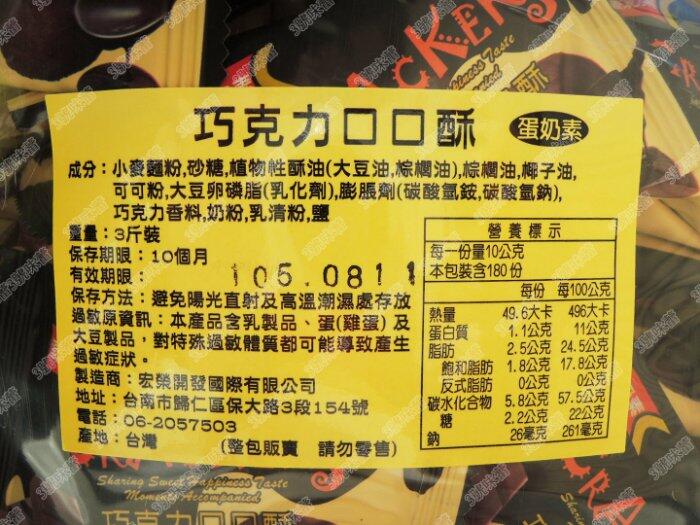 巧克力口口酥
蛋奶素
成分:小麥麵粉,砂糖,植物性酥油(大豆油,棕櫚油),棕櫚油,椰子油,
可可粉,大豆卵磷脂(乳化劑),膨脹劑(碳酸氫銨,碳酸氫鈉),
巧克力香料,奶粉,乳清粉,鹽
重量:3斤裝
保存期限:10個月
有效期限:
105.0811
保存方法:避免陽光直射及高溫潮濕處存放
過敏原資訊:本產品含乳製品、蛋(雞蛋)及
大豆製品,對特殊過敏體質都可能導致產生
過敏症狀。
製造商:宏榮開發國際有限公司
地址:台南市歸仁區保大路3段154號
電話:06-2057503
產地:台灣
(整包販賣 請勿零售)
營養標示
每一份量10公克
本包裝含180份
每份 每100公克
熱量 49.6大卡 496大卡
蛋白質 1.1公克 11公克
脂肪 2.5公克 24.5公克
飽和脂肪 1.8公克 17.8公克
反式脂肪 0公克 0公克
碳水化合物 5.8公克 57.5公克
糖 2.2公克 22公克
鈉 26毫克 261毫克
Sharing Sweet Happiness Taste
Moments Accompanied
巧克力口口酥